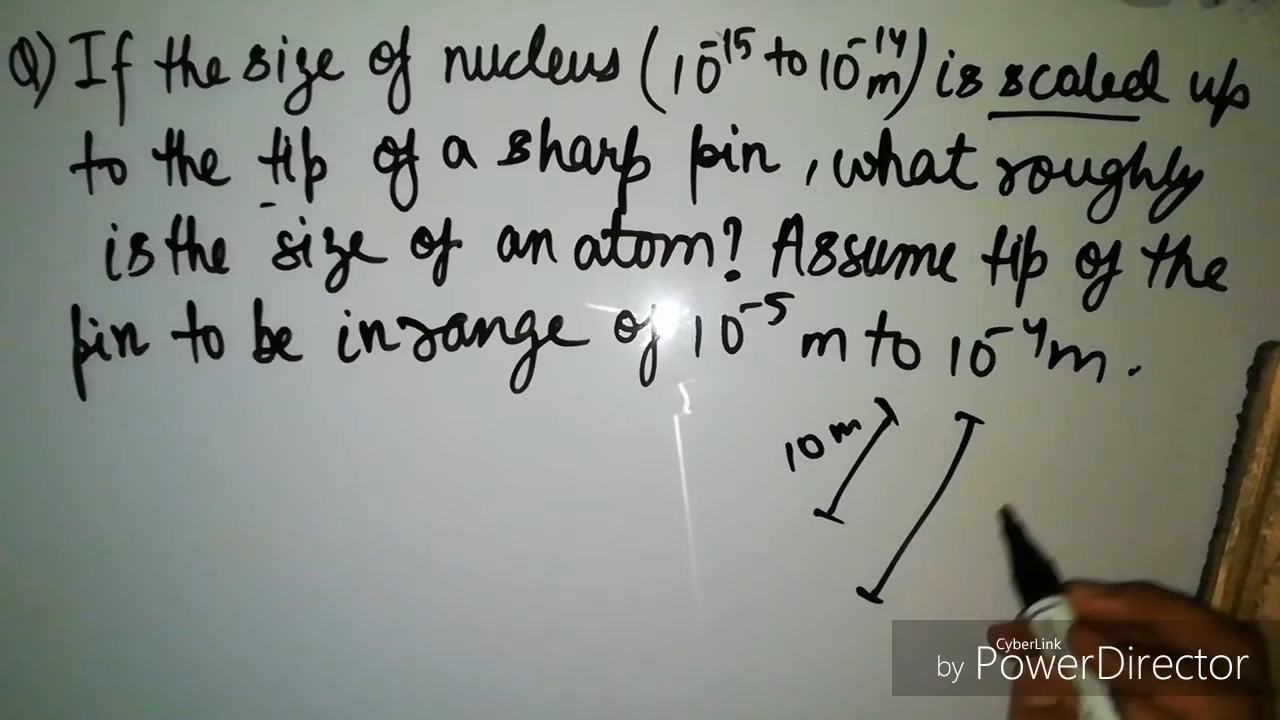 Q) If the size of nucleus (10⁻¹⁵ to 10⁻¹⁴m) is scaled up
to the tip of a sharp pin, what roughly
is the size of an atom? Assume tip of the
pin to be in range of 10⁻⁵ m to 10⁻⁴m.
10m
CyberLink
by PowerDirector